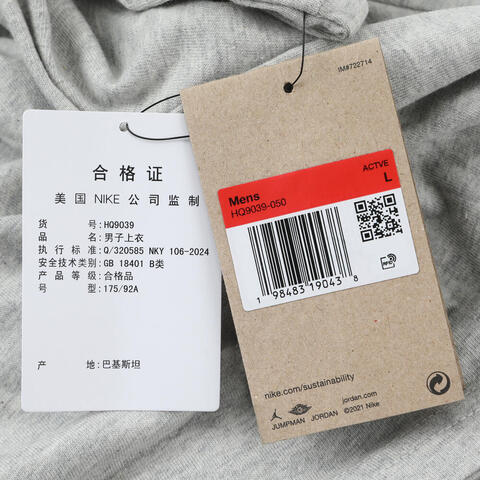 合格证
美国 NIKE 公司监制
货号:HQ9039
品名:男子上衣
执行标准:Q/320585 NKY 106-2024
安全技术类别:GB 18401 B类
产品等级:合格品
号型:175/92A
产地:巴基斯坦
IM#722714
Mens
HQ9039-050
ACTVE
L
1 98483 19043 8
RFID
nike.com/sustainability
JUMPMAN JORDAN
jordan.com
©2021 Nike